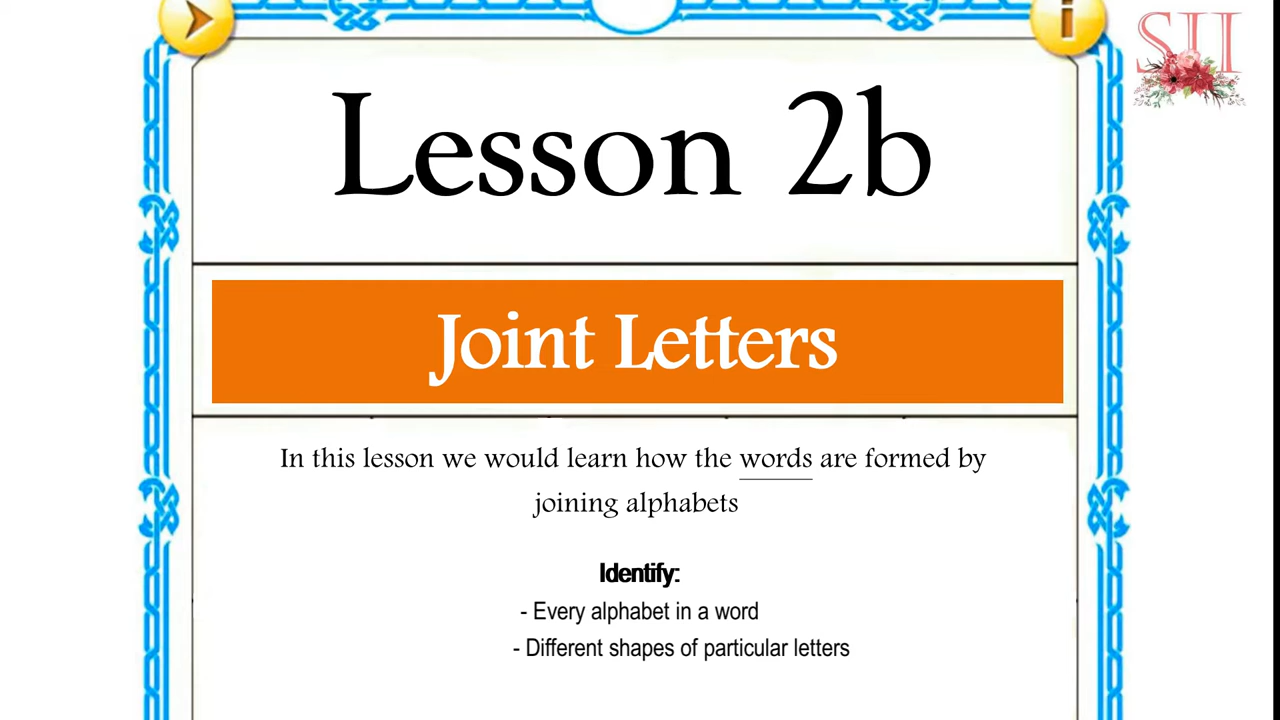 SII
Lesson 2b
Joint Letters
In this lesson we would learn how the words are formed by
joining alphabets
Identify:
- Every alphabet in a word
- Different shapes of particular letters